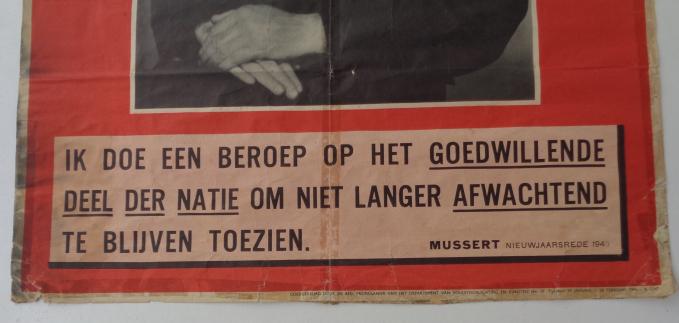 IK DOE EEN BEROEP OP HET GOEDWILLENDE
DEEL DER NATIE OM NIET LANGER AFWACHTEND
TE BLIJVEN TOEZIEN.
MUSSERT NIEUWJAARSREDE